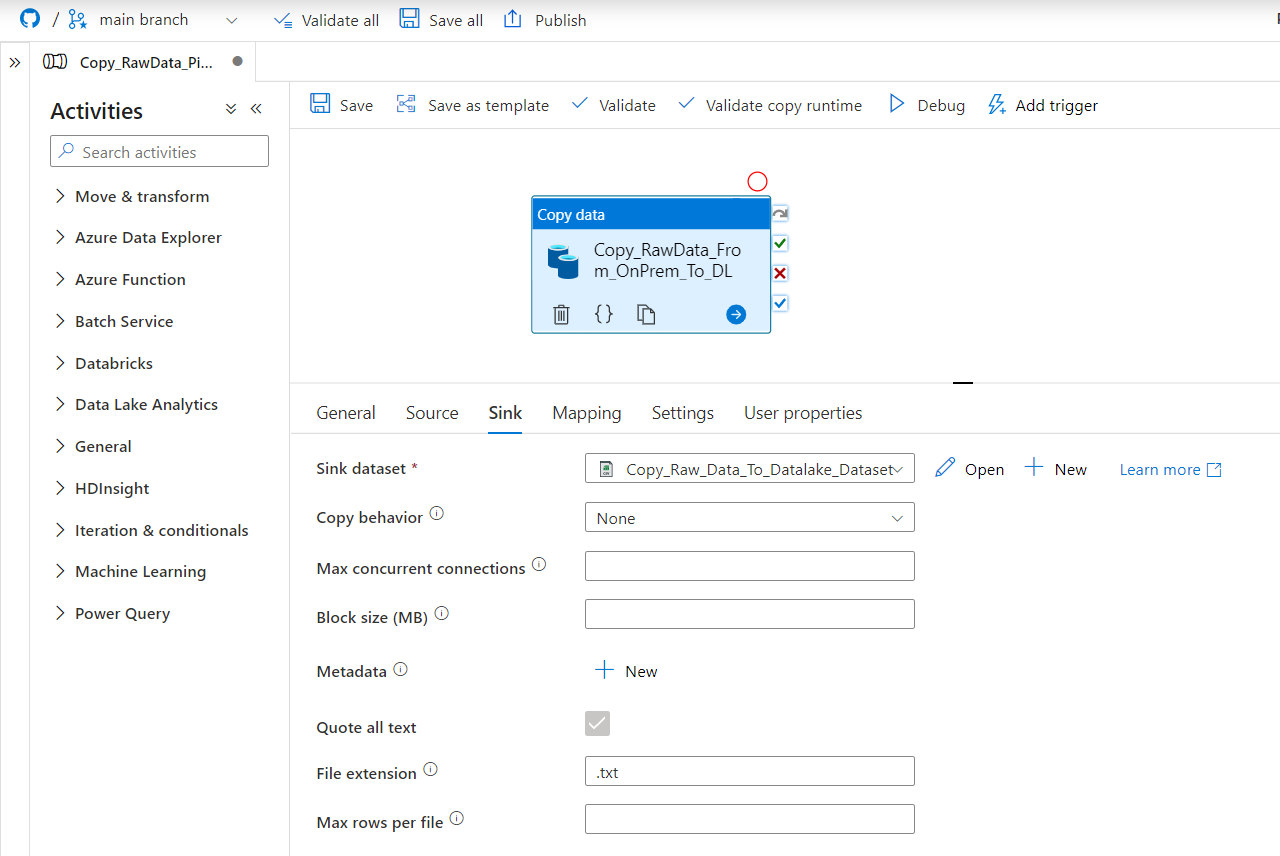 / main branch Validate all Save all Publish
Copy_RawData_Pi...
Activities
Search activities
Move & transform
Azure Data Explorer
Azure Function
Batch Service
Databricks
Data Lake Analytics
General
HDInsight
Iteration & conditionals
Machine Learning
Power Query
Save Save as template Validate Validate copy runtime Debug Add trigger
Copy data
Copy_RawData_Fro
m_OnPrem_To_DL
General Source Sink Mapping Settings User properties
Sink dataset * Copy_Raw_Data_To_Datalake_Dataset Open New Learn more
Copy behavior None
Max concurrent connections
Block size (MB)
Metadata New
Quote all text
File extension .txt
Max rows per file